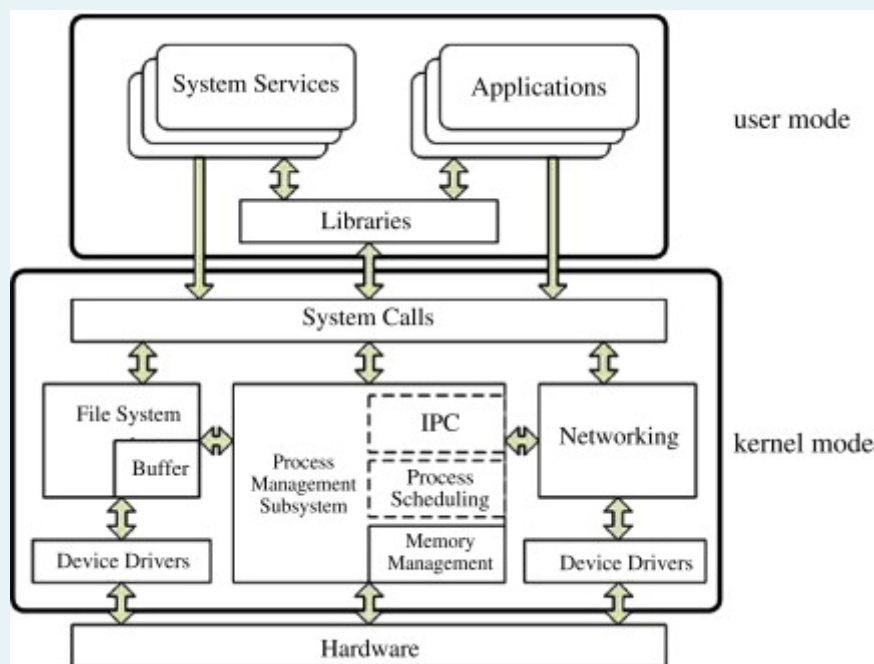 System Services
Applications
user mode
Libraries
System Calls
File System
Buffer
Process
Management
Subsystem
IPC
Process
Scheduling
Memory
Management
Networking
kernel mode
Device Drivers
Device Drivers
Hardware